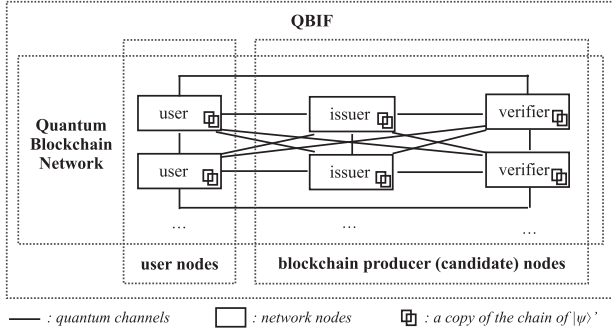 QBIF
user
issuer
verifier
Quantum
Blockchain
Network
user
issuer
verifier
...
...
...
user nodes
blockchain producer (candidate) nodes
: quantum channels
: network nodes
: a copy of the chain of |ψ⟩’